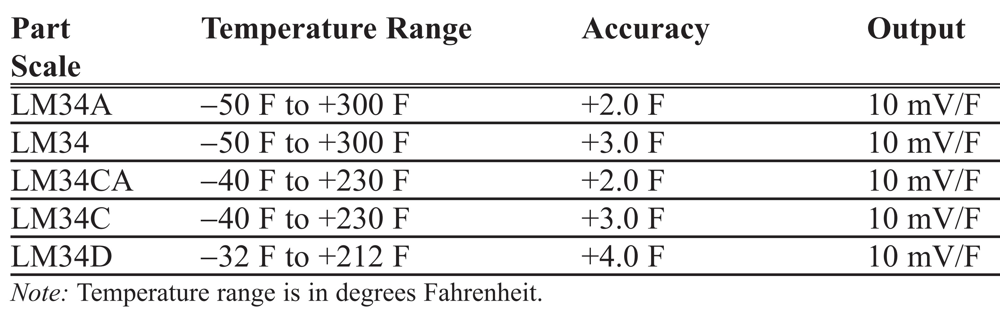 Part Temperature Range Accuracy Output
Scale
LM34A –50 F to +300 F +2.0 F 10 mV/F
LM34 –50 F to +300 F +3.0 F 10 mV/F
LM34CA –40 F to +230 F +2.0 F 10 mV/F
LM34C –40 F to +230 F +3.0 F 10 mV/F
LM34D –32 F to +212 F +4.0 F 10 mV/F
Note: Temperature range is in degrees Fahrenheit.